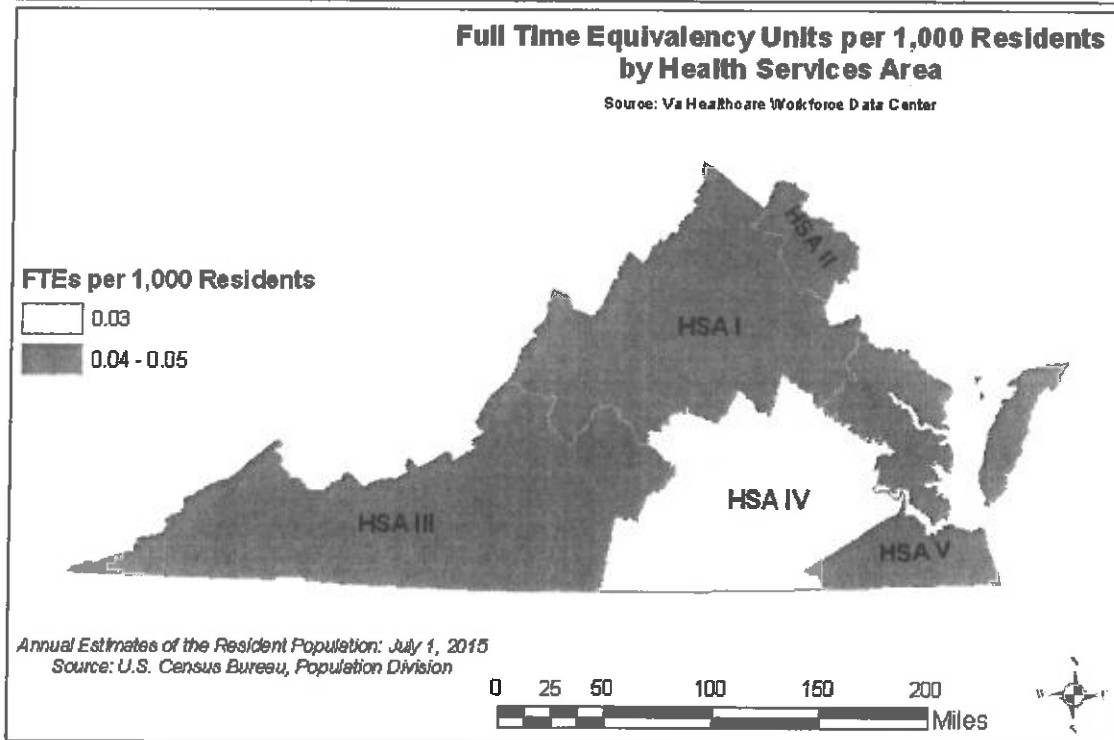 Full Time Equivalency Units per 1,000 Residents
by Health Services Area
Source: Va Healthcare Workforce Data Center
HSA II
FTEs per 1,000 Residents
0.03
0.04 - 0.05
HSA I
HSA IV
HSA III
HSA V
Annual Estimates of the Resident Population: July 1, 2015
Source: U.S. Census Bureau, Population Division
0 25 50 100 150 200
Miles
W